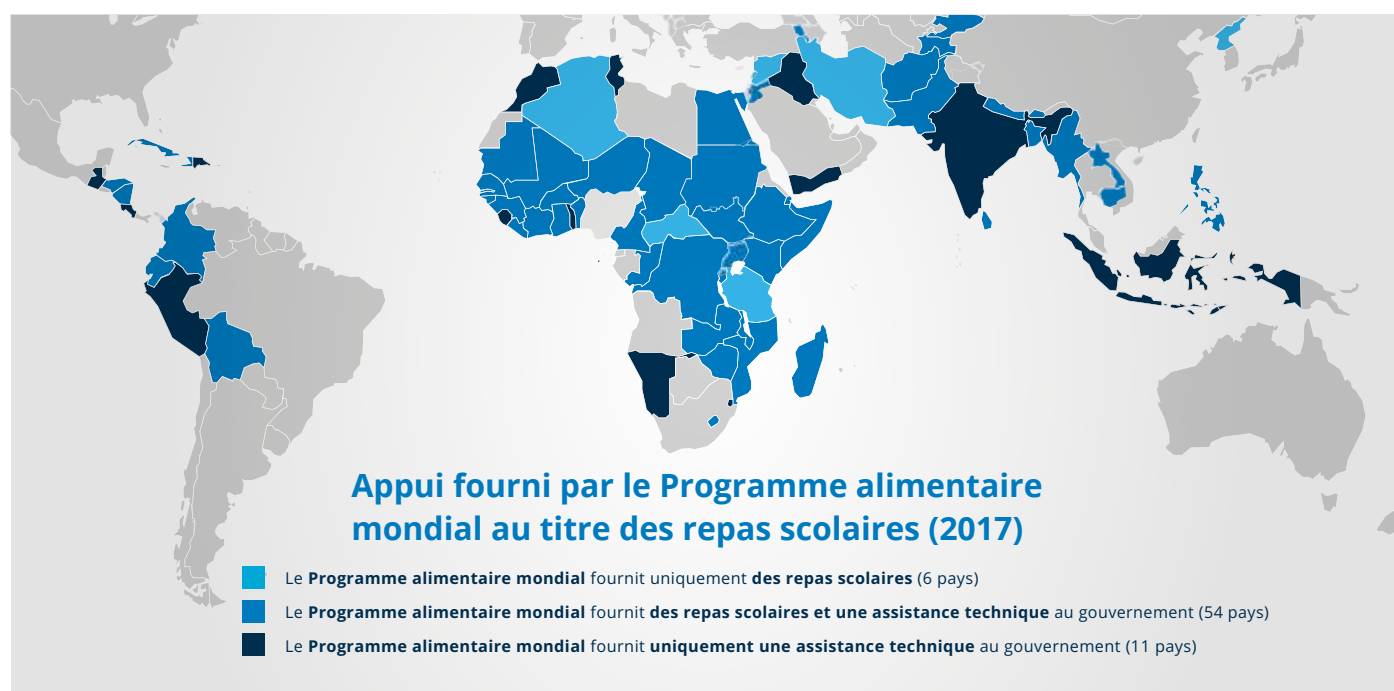 Appui fourni par le Programme alimentaire
mondial au titre des repas scolaires (2017)
Le Programme alimentaire mondial fournit uniquement des repas scolaires (6 pays)
Le Programme alimentaire mondial fournit des repas scolaires et une assistance technique au gouvernement (54 pays)
Le Programme alimentaire mondial fournit uniquement une assistance technique au gouvernement (11 pays)